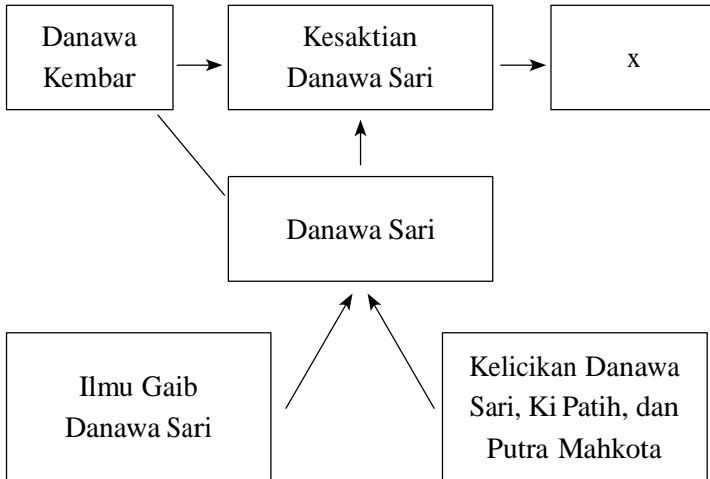 Danawa
Kembar
Kesaktian
Danawa Sari
x
Danawa Sari
Ilmu Gaib
Danawa Sari
Kelicikan Danawa
Sari, Ki Patih, dan
Putra Mahkota